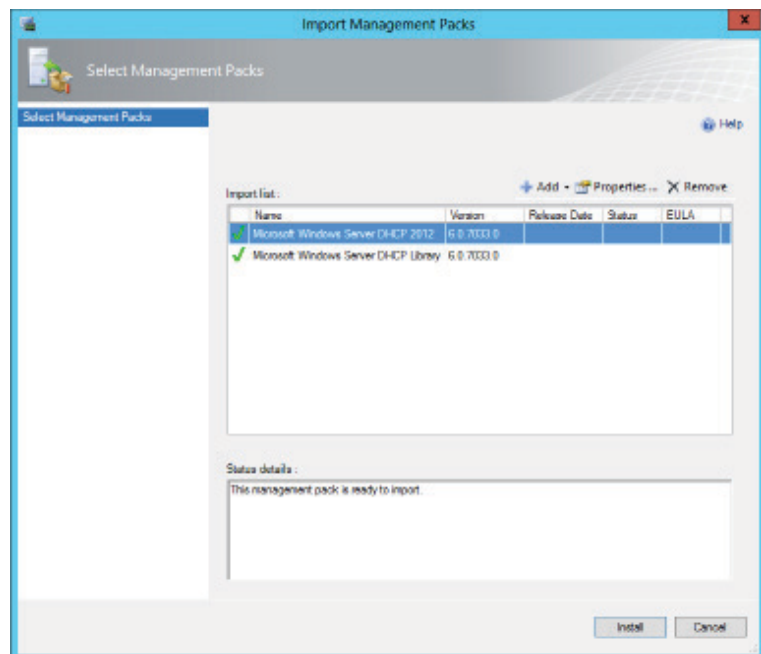 Import Management Packs
x
Select Management Packs
Select Management Packs
Help
Import list :
Add Properties ... Remove
Name Version Release Date Status EULA
Microsoft Windows Server DHCP 2012 6.0.7033.0
Microsoft Windows Server DHCP Library 6.0.7033.0
Status details :
This management pack is ready to import.
Install Cancel